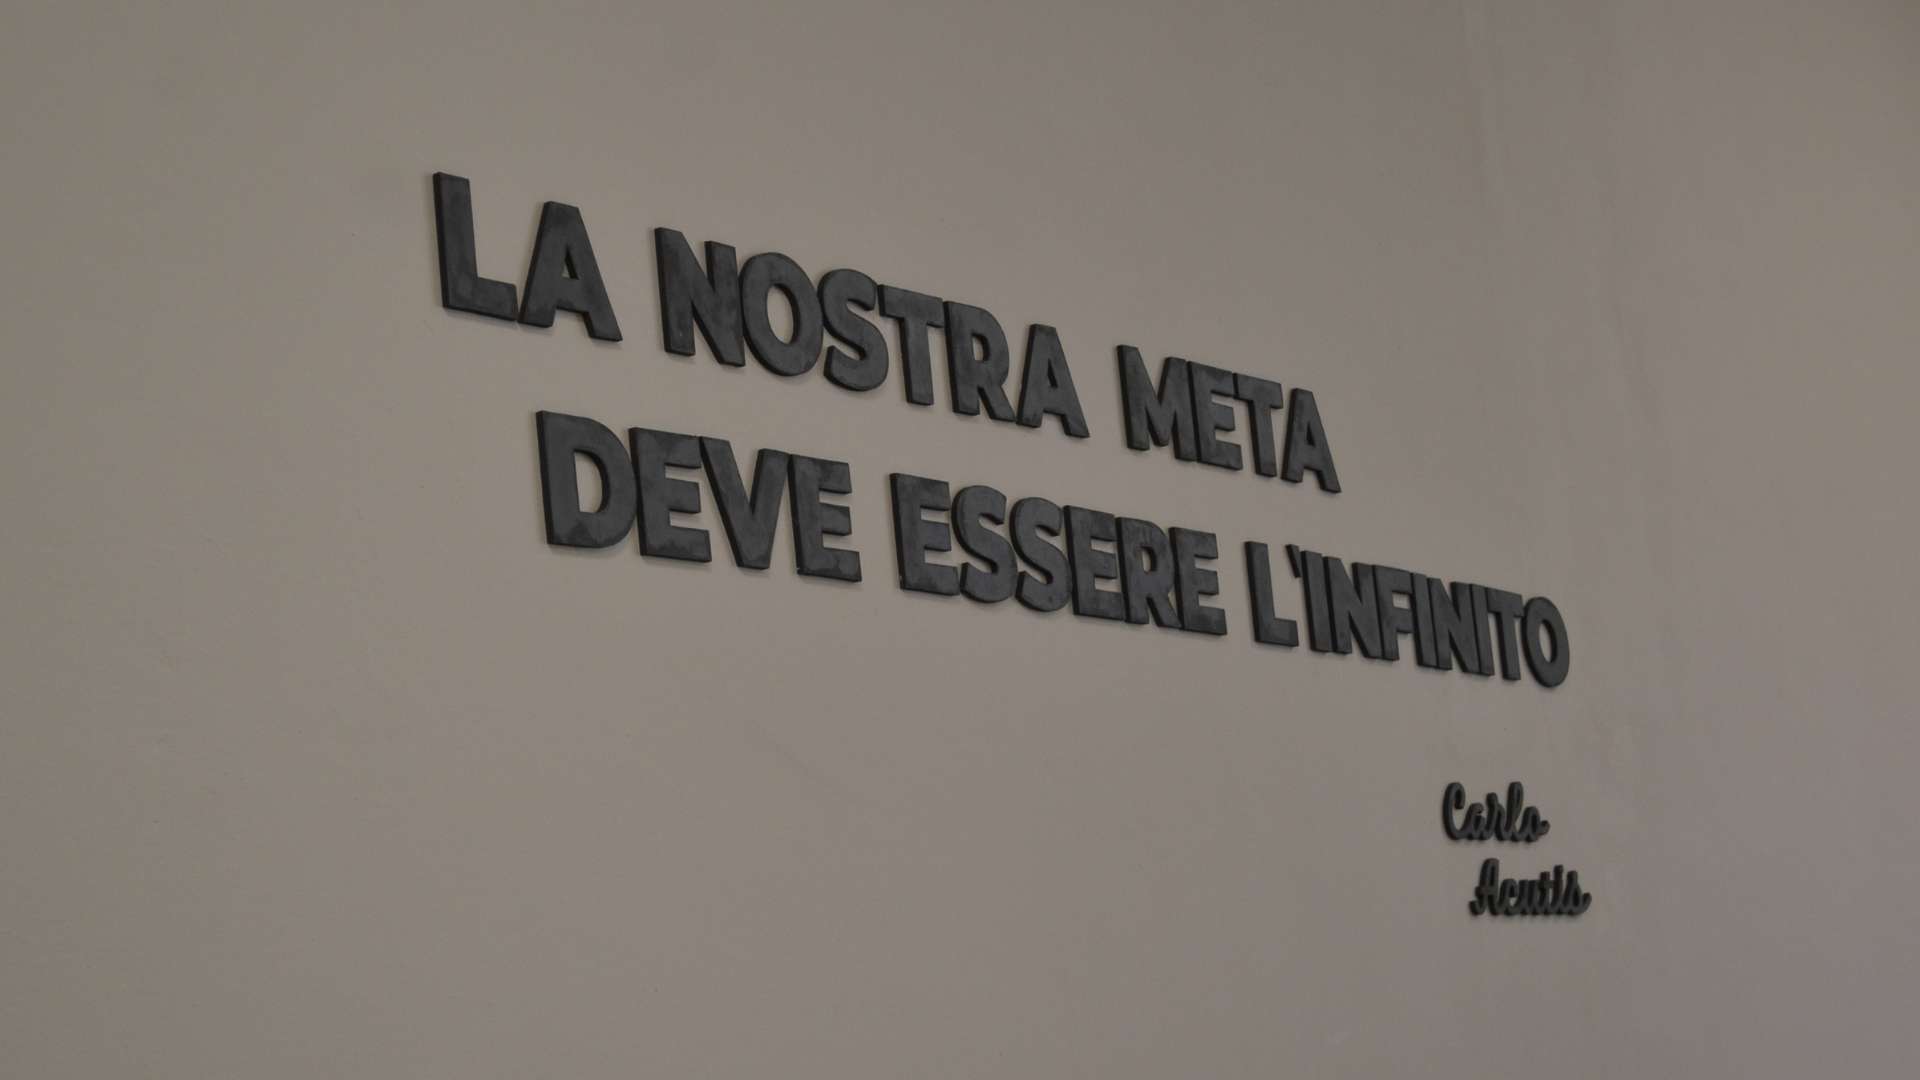 LA NOSTRA META
DEVE ESSERE L'INFINITO
Carlo
Acutis